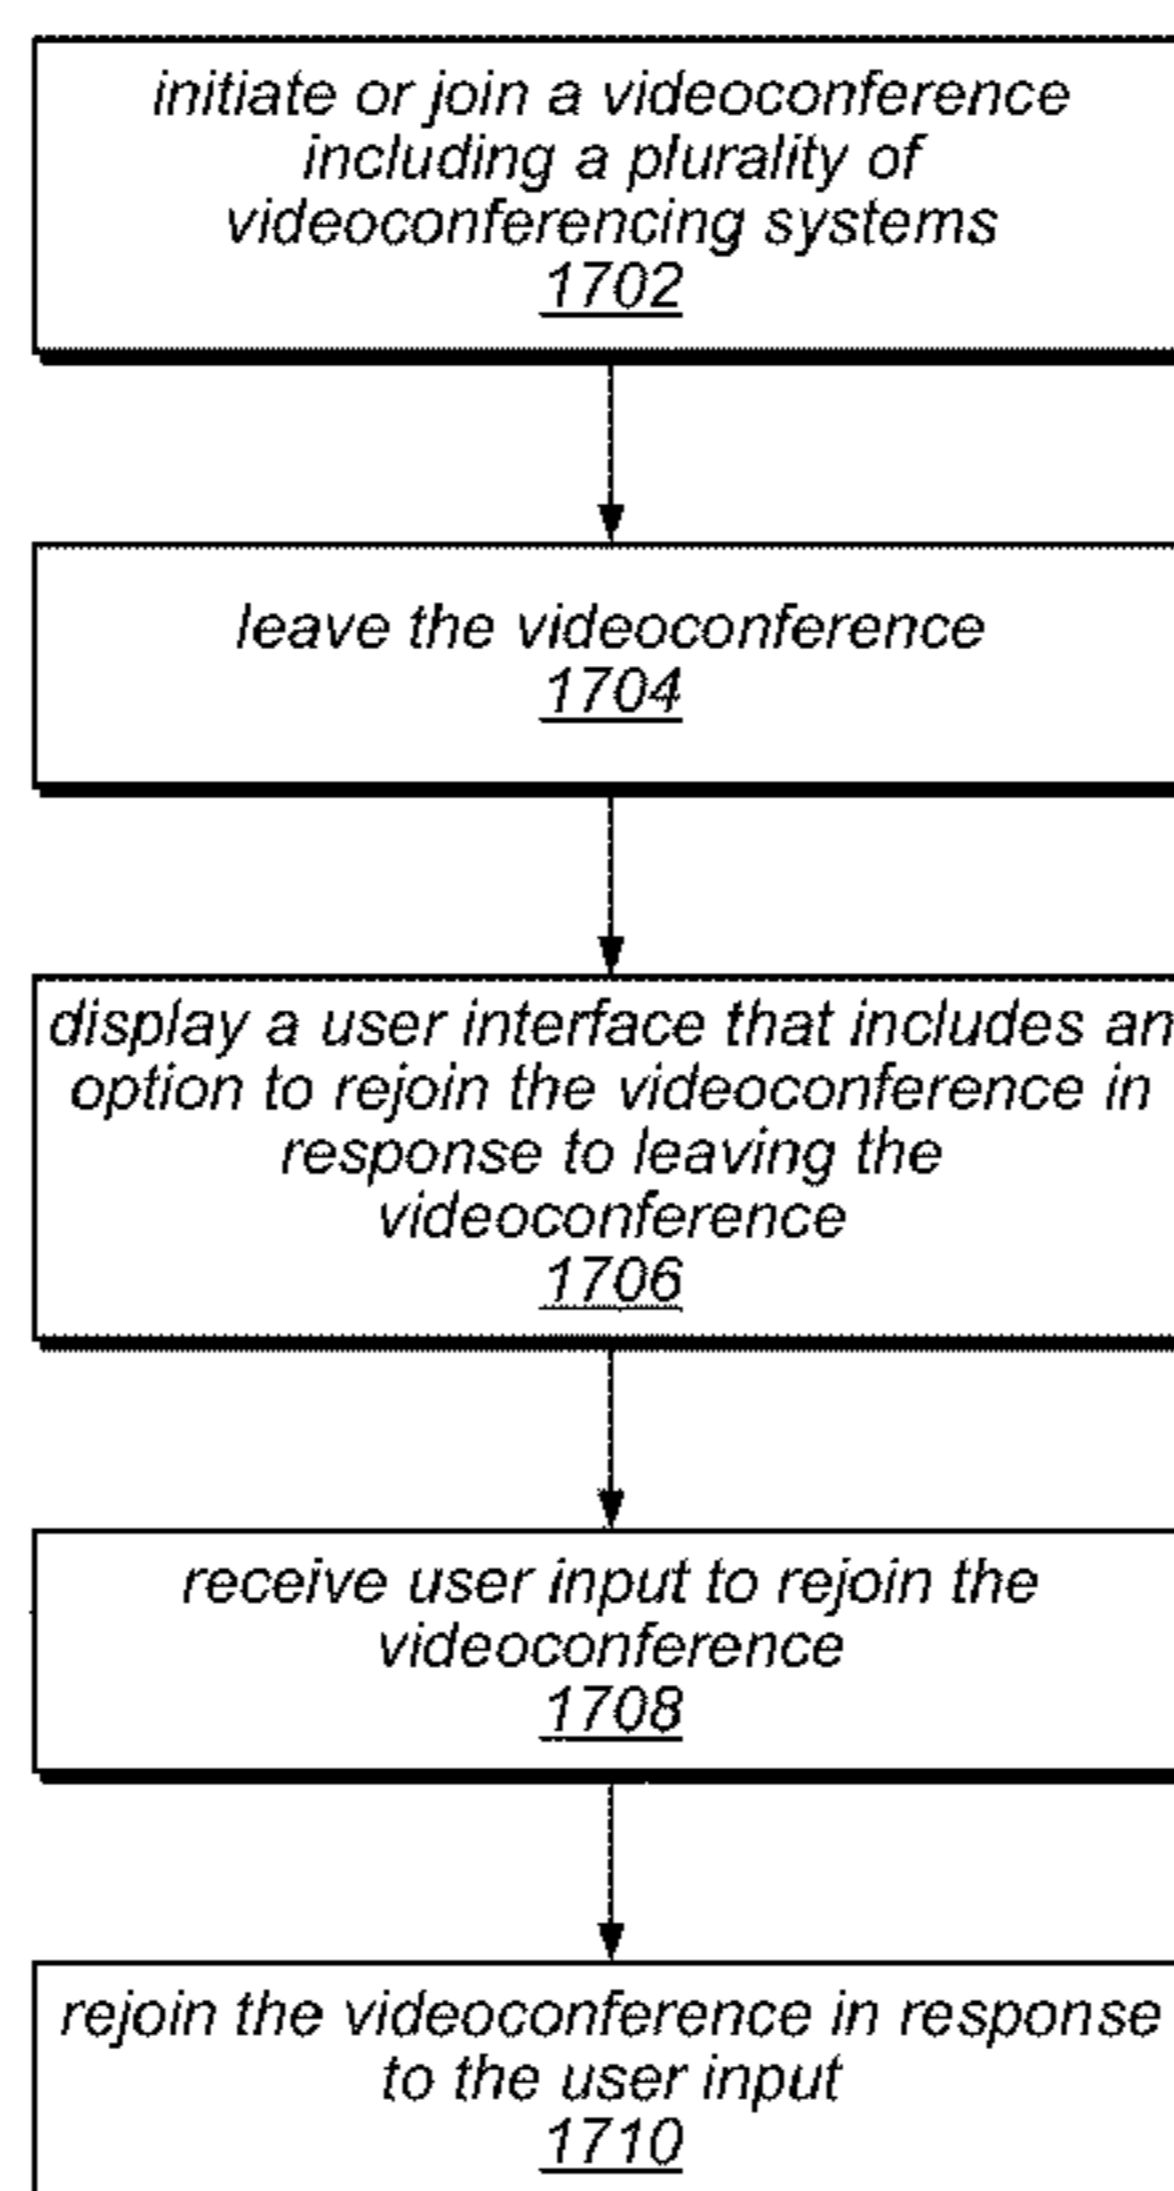 initiate or join a videoconference
including a plurality of
videoconferencing systems
1702
leave the videoconference
1704
display a user interface that includes an
option to rejoin the videoconference in
response to leaving the
videoconference
1706
receive user input to rejoin the
videoconference
1708
rejoin the videoconference in response
to the user input
1710